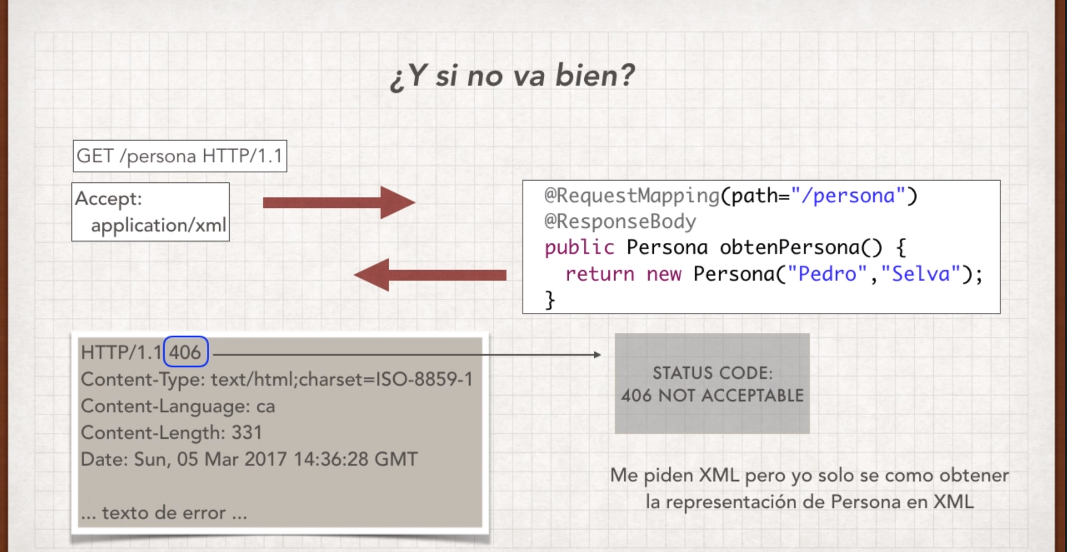 ¿Y si no va bien?
GET /persona HTTP/1.1
Accept:
application/xml
@RequestMapping(path="/persona")
@ResponseBody
public Persona obtenPersona() {
return new Persona("Pedro","Selva");
}
HTTP/1.1 406
Content-Type: text/html;charset=ISO-8859-1
Content-Language: ca
Content-Length: 331
Date: Sun, 05 Mar 2017 14:36:28 GMT
... texto de error ...
STATUS CODE:
406 NOT ACCEPTABLE
Me piden XML pero yo solo se como obtener
la representación de Persona en XML